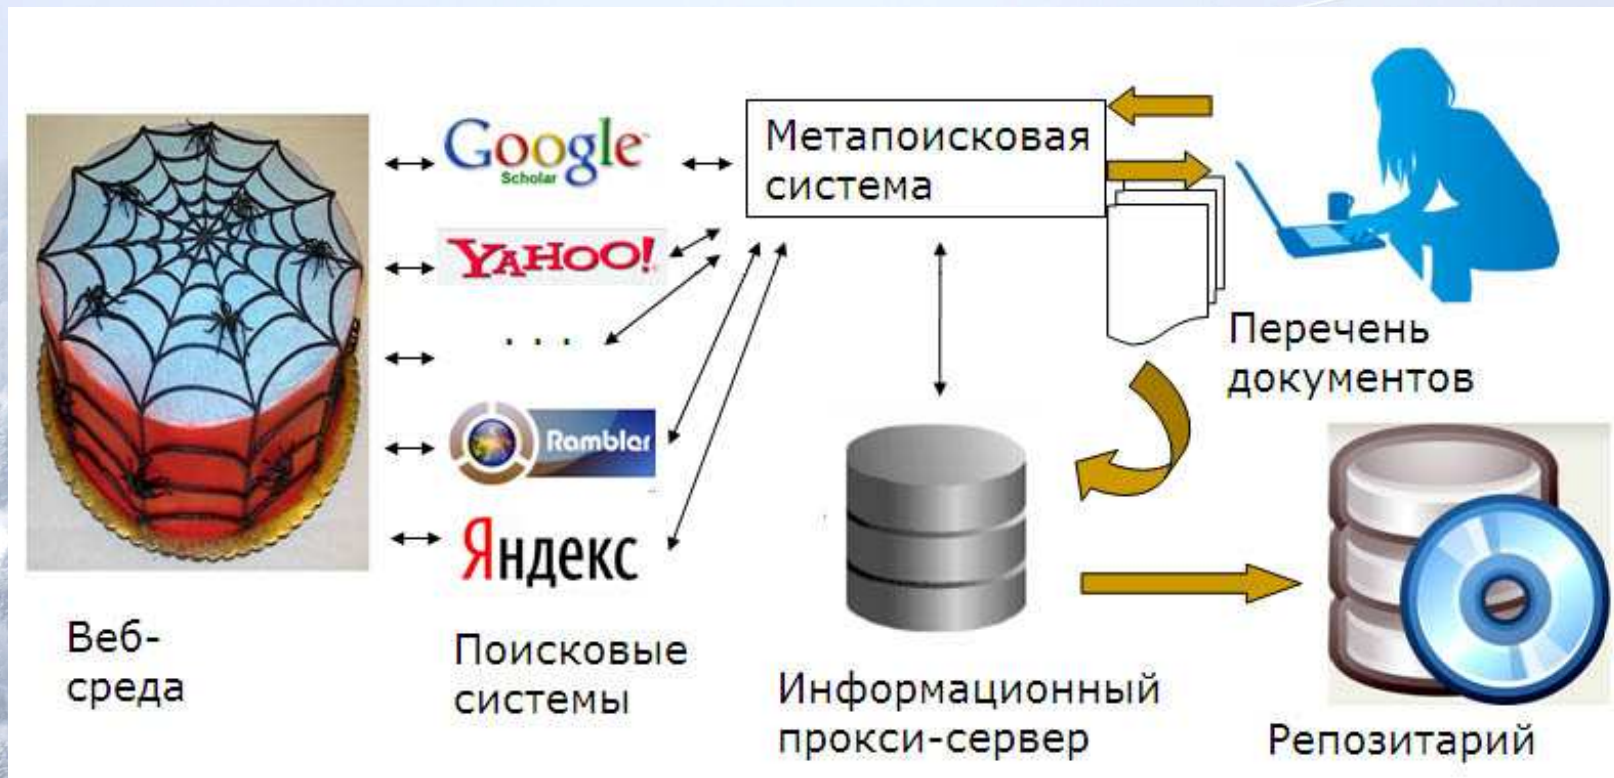 Google
Scholar
YAHOO!
. . .
Rambler
Яндекс
Метапоисковая
система
Перечень
документов
Веб-
среда
Поисковые
системы
Информационный
прокси-сервер
Репозитарий